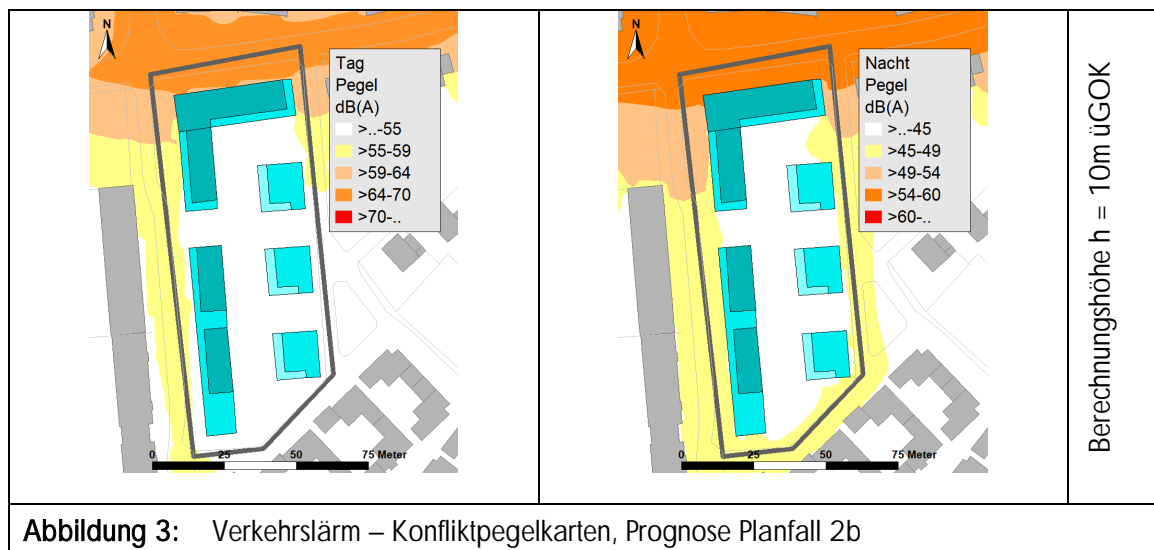 N
Tag
Pegel
dB(A)
>..-55
>55-59
>59-64
>64-70
>70-..
0 25 50 75 Meter
N
Nacht
Pegel
dB(A)
>..-45
>45-49
>49-54
>54-60
>60-..
0 25 50 75 Meter
Berechnungshöhe h = 10m üGOK
Abbildung 3: Verkehrslärm – Konfliktpegelkarten, Prognose Planfall 2b